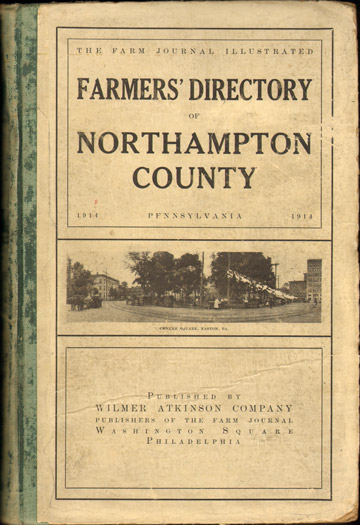 THE FARM JOURNAL ILLUSTRATED
FARMERS' DIRECTORY
OF
NORTHAMPTON
COUNTY
1914 PENNSYLVANIA 1914
CENTRE SQUARE, EASTON, PA.
PUBLISHED BY
WILMER ATKINSON COMPANY
PUBLISHERS OF THE FARM JOURNAL
WASHINGTON SQUARE
PHILADELPHIA